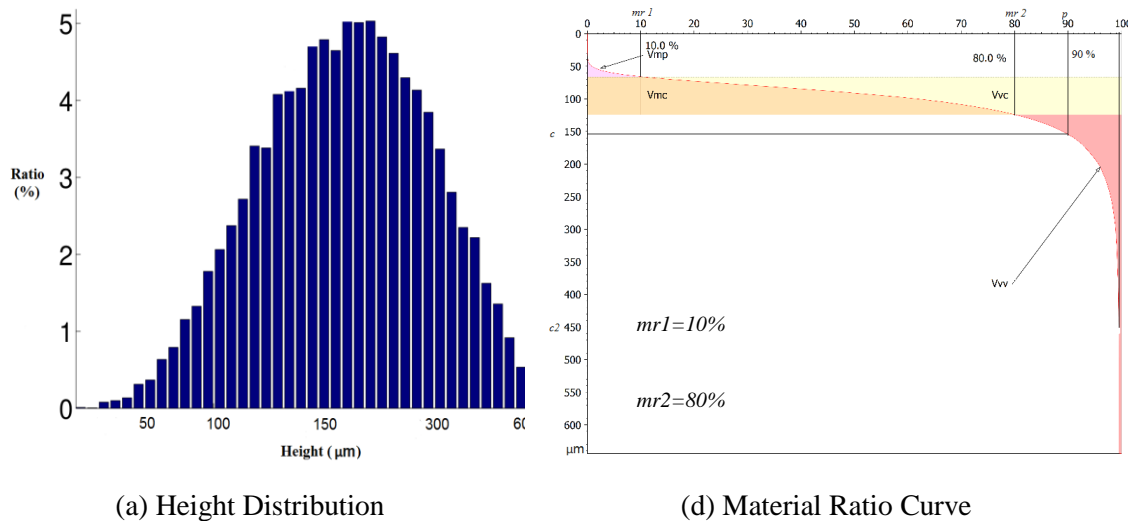 5
4
3
2
1
0
Ratio
(%)
50
100
150
300
60
Height (μm)
(a) Height Distribution
mr 1
mr 2
p
0
10
20
30
40
50
60
70
80
90
100
0
50
100
150
200
250
300
350
400
450
500
550
600
μm
c
c2
10.0 %
Vmp
80.0 %
90 %
Vmc
Vvc
Vvv
mr1=10%
mr2=80%
(d) Material Ratio Curve